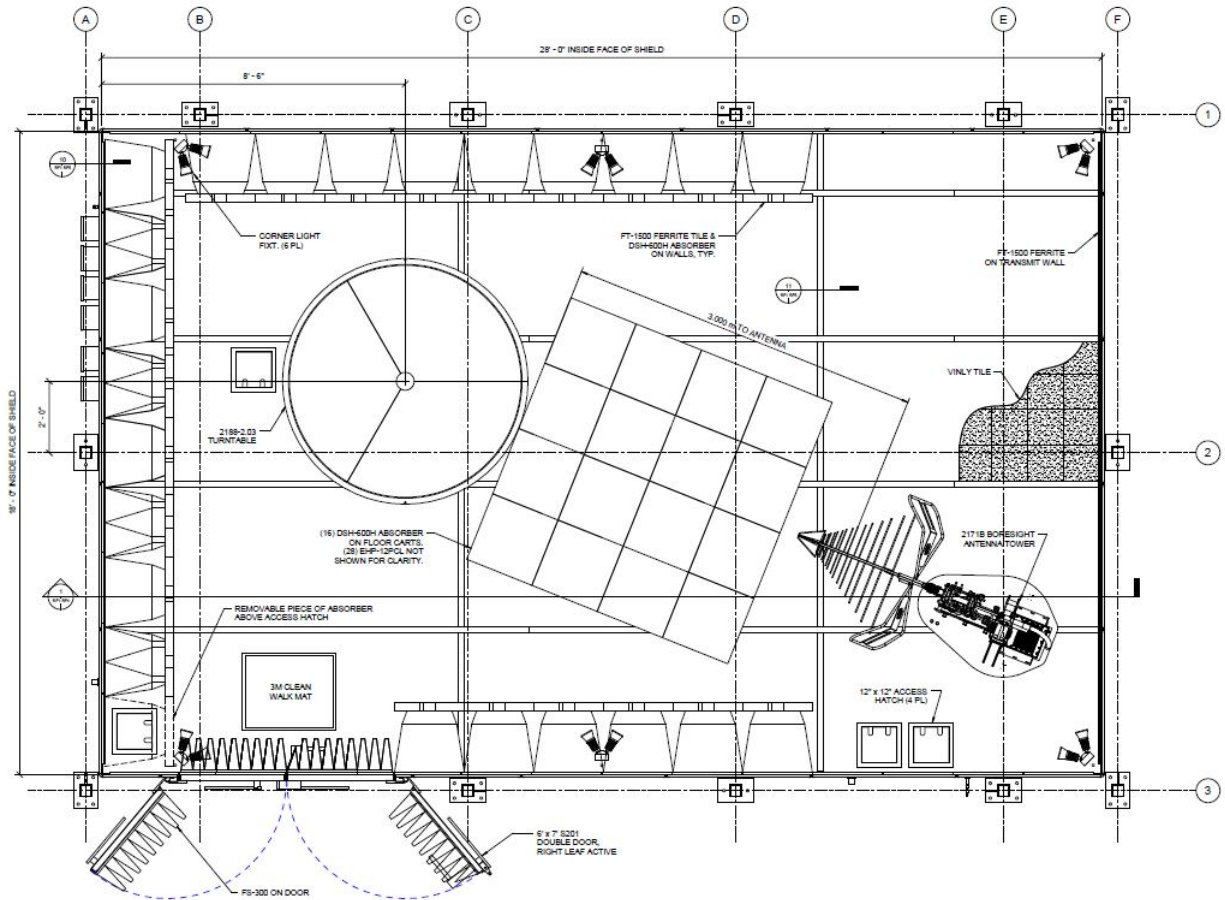 A
B
C
D
E
F
28' - 0" INSIDE FACE OF SHIELD
8' - 6"
1
10
CORNER LIGHT
FIXT. (6 PL)
FT-1500 FERRITE TILE &
DSH-600H ABSORBER
ON WALLS, TYP.
FT-1500 FERRITE
ON TRANSMIT WALL
11
3.000 m TO ANTENNA
VINLY TILE
18' - 0" INSIDE FACE OF SHIELD
2' - 0"
2188-2.03
TURNTABLE
2
(16) DSH-600H ABSORBER
ON FLOOR CARTS.
(28) EHP-12PCL NOT
SHOWN FOR CLARITY.
2171B BORESIGHT
ANTENNA/TOWER
1
REMOVABLE PIECE OF ABSORBER
ABOVE ACCESS HATCH
3M CLEAN
WALK MAT
12" x 12" ACCESS
HATCH (4 PL)
3
6' x 7' S201
DOUBLE DOOR,
RIGHT LEAF ACTIVE
FS-300 ON DOOR